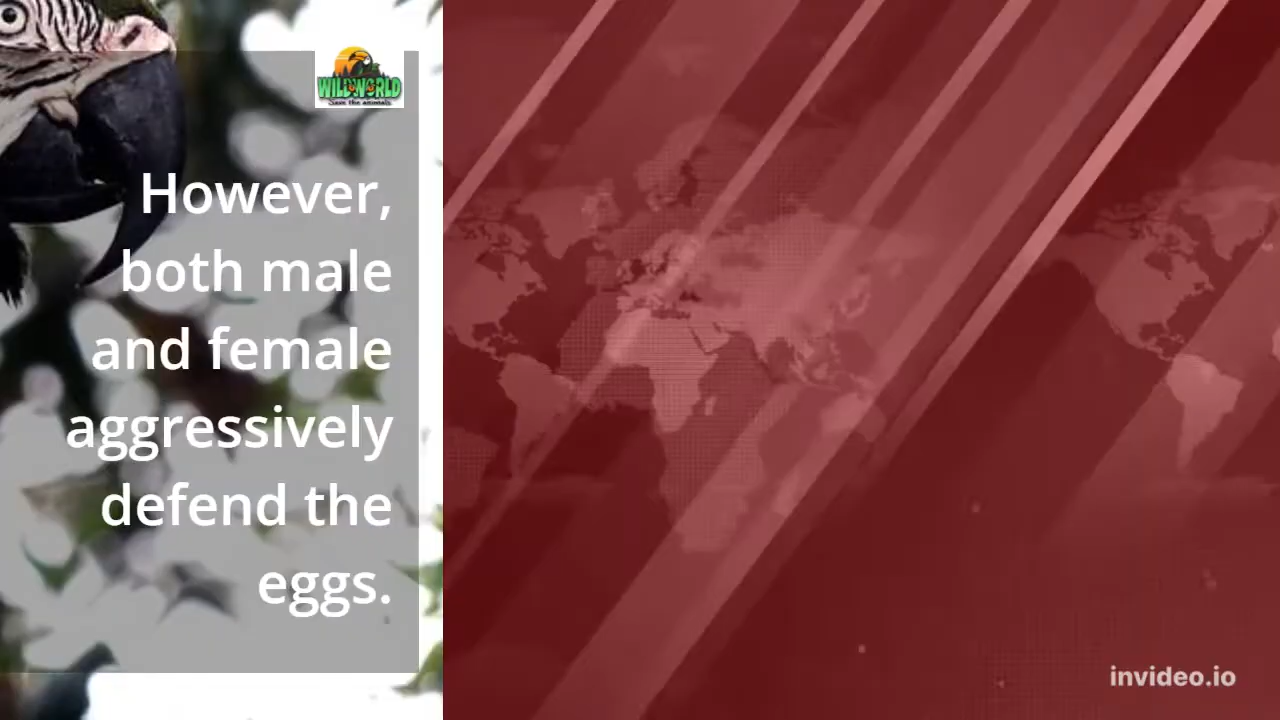 WILDWORLD
Save the animals
However,
both male
and female
aggressively
defend the
eggs.
invideo.io